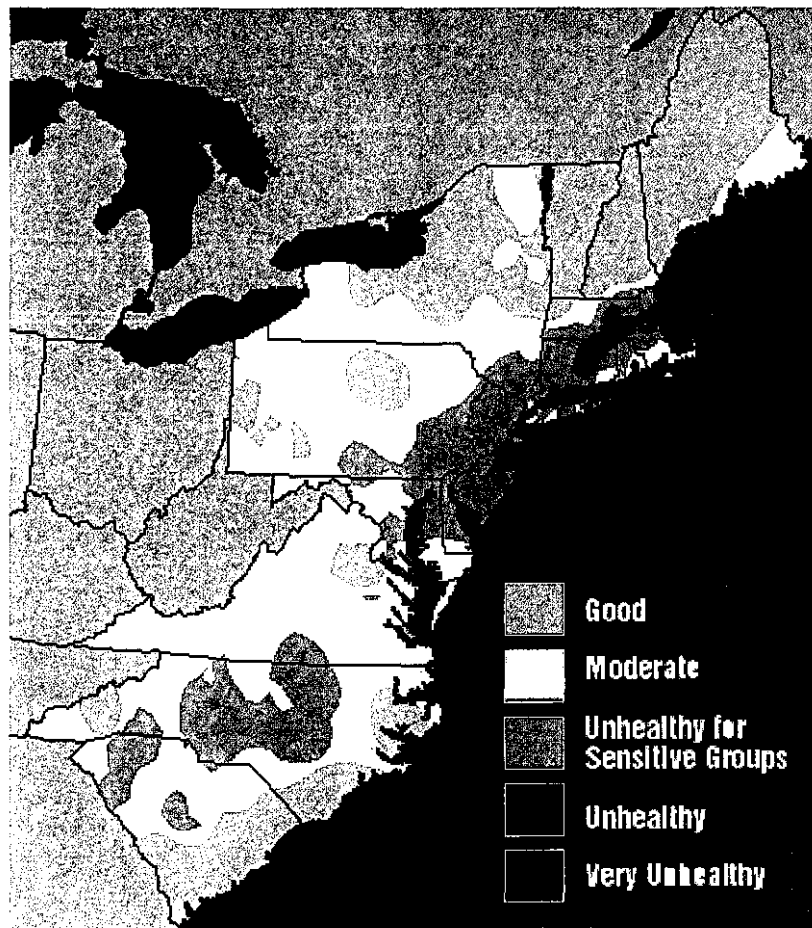 Good
Moderate
Unhealthy for
Sensitive Groups
Unhealthy
Very Unhealthy